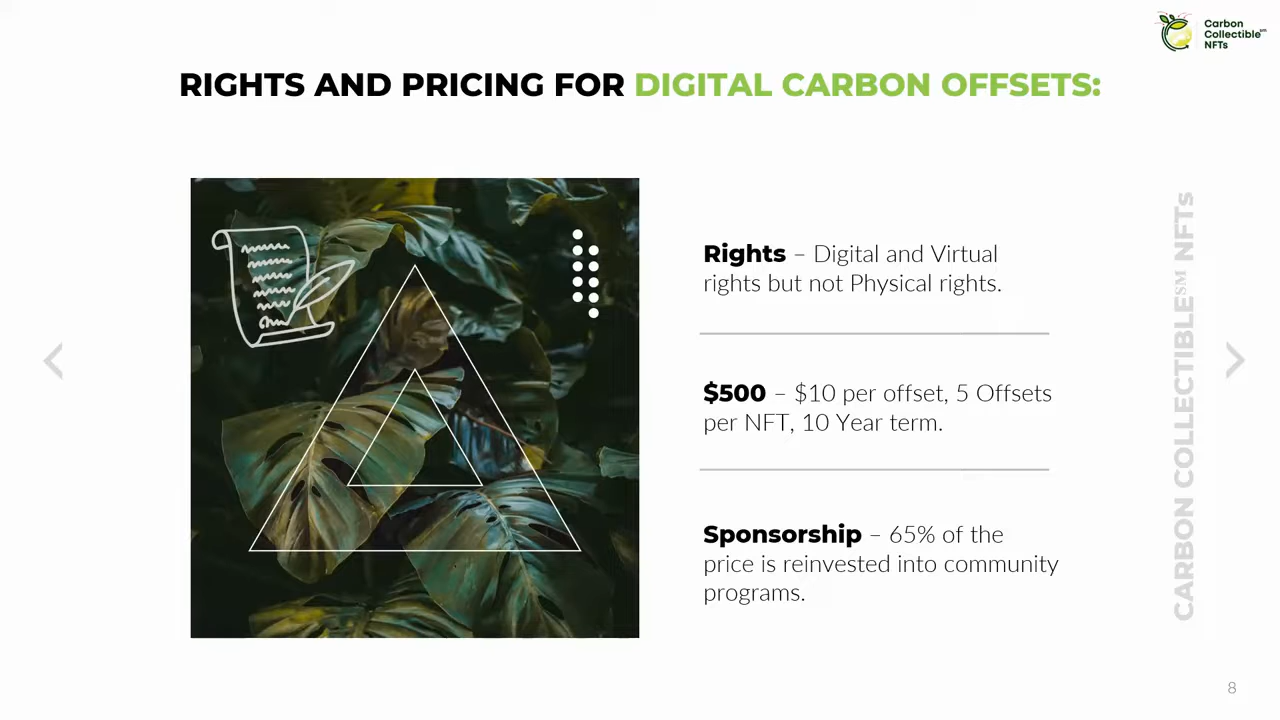 Carbon
Collectible℠
NFTs
RIGHTS AND PRICING FOR DIGITAL CARBON OFFSETS:
Rights – Digital and Virtual
rights but not Physical rights.
$500 – $10 per offset, 5 Offsets
per NFT, 10 Year term.
Sponsorship – 65% of the
price is reinvested into community
programs.
CARBON COLLECTIBLE℠ NFTs
8